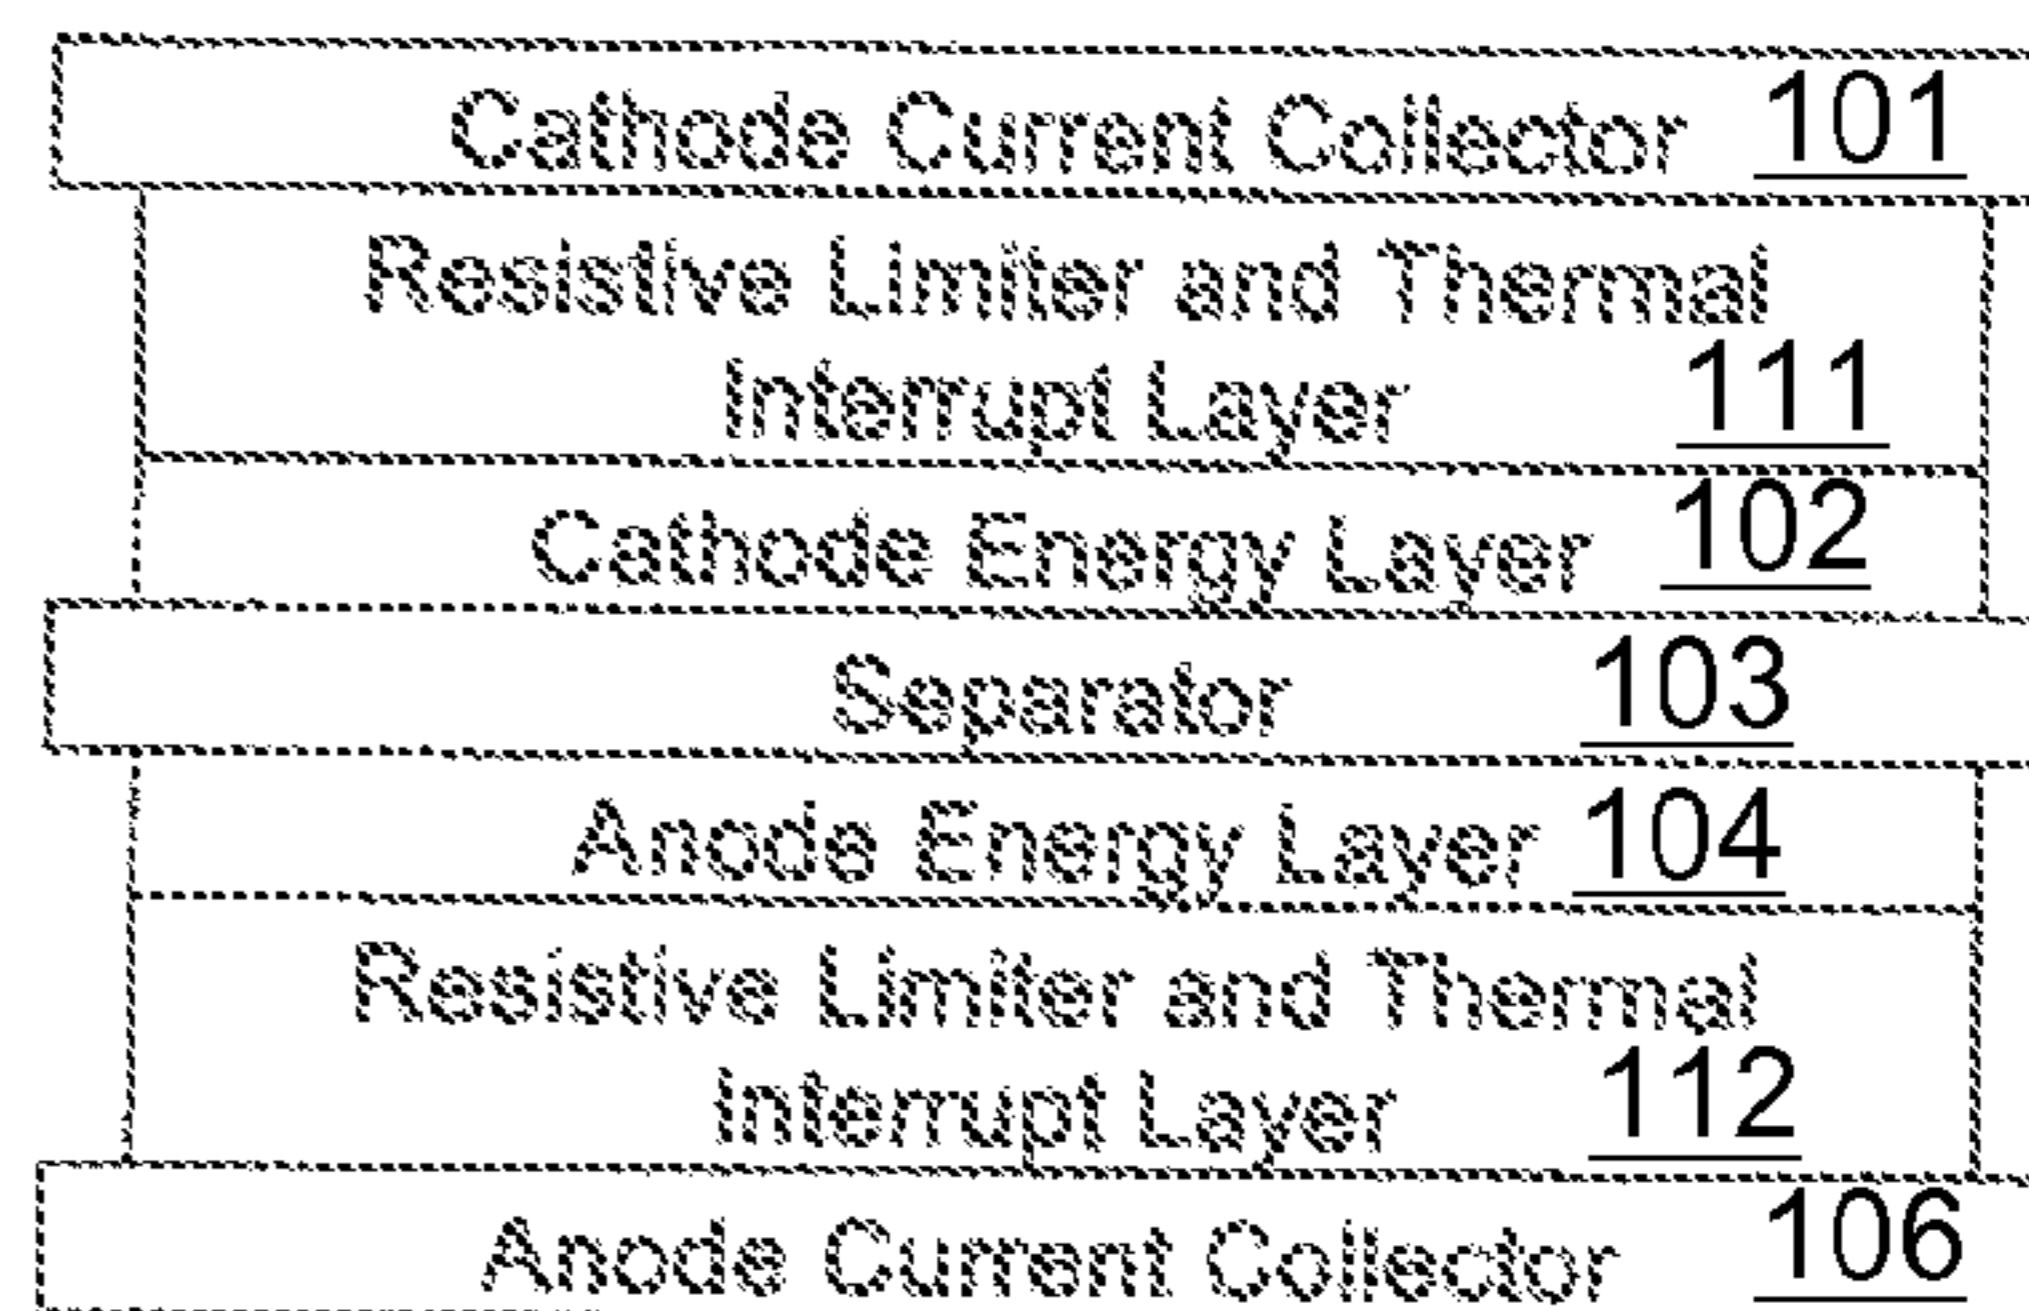 Cathode Current Collector 101
Resistive Limiter and Thermal
Interrupt Layer 111
Cathode Energy Layer 102
Separator 103
Anode Energy Layer 104
Resistive Limiter and Thermal
Interrupt Layer 112
Anode Current Collector 106